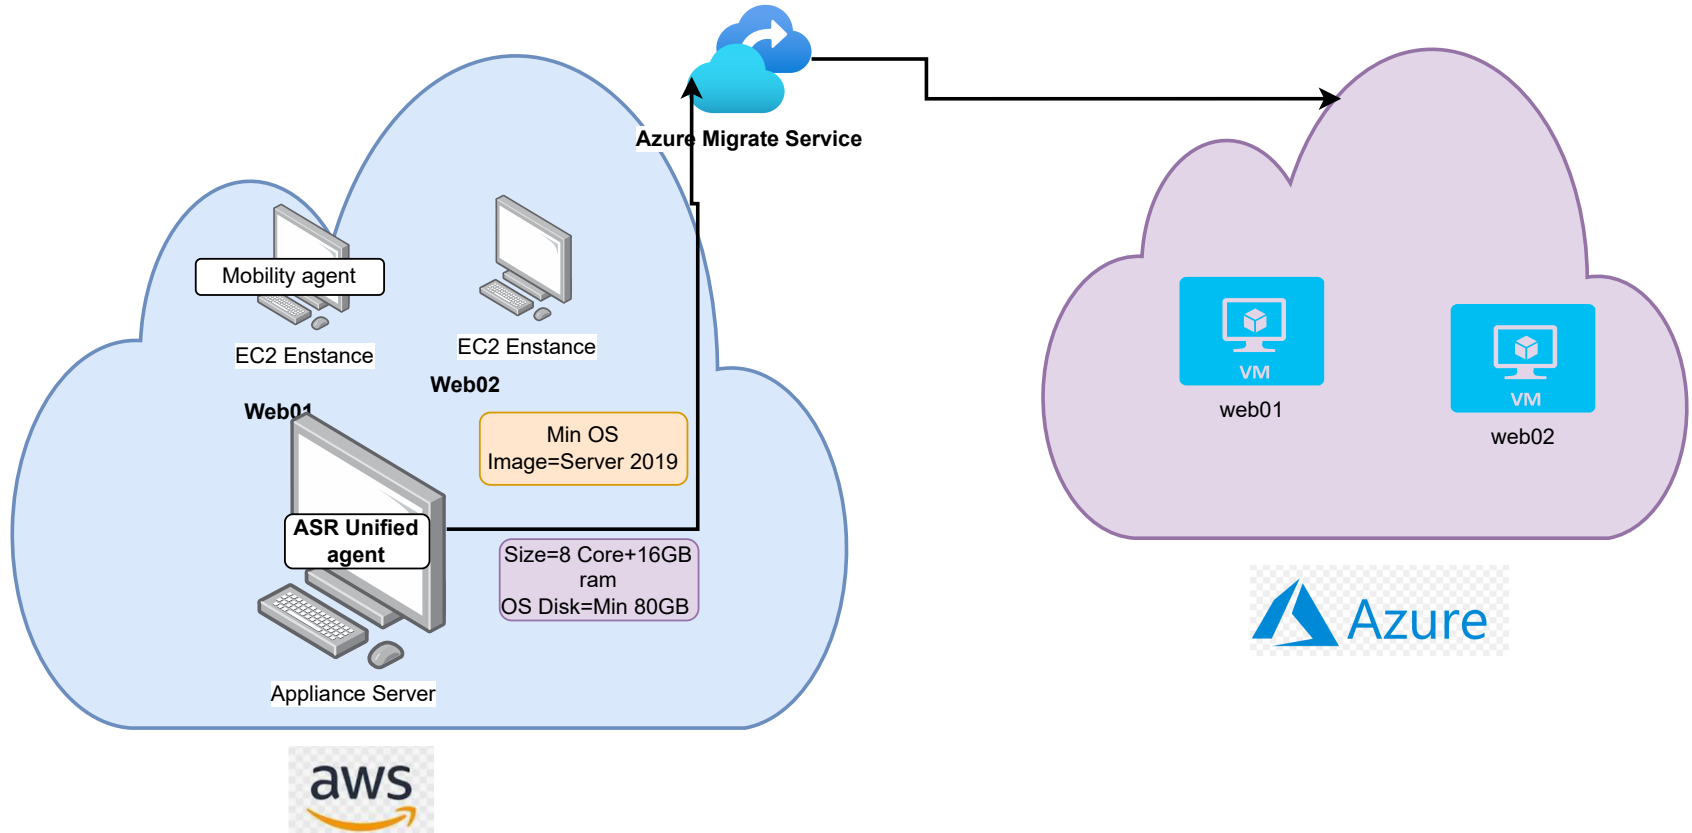 Azure Migrate Service
Mobility agent
EC2 Enstance
Web01
EC2 Enstance
Web02
Min OS
Image=Server 2019
ASR Unified
agent
Size=8 Core+16GB
ram
OS Disk=Min 80GB
Appliance Server
aws
VM
web01
VM
web02
Azure